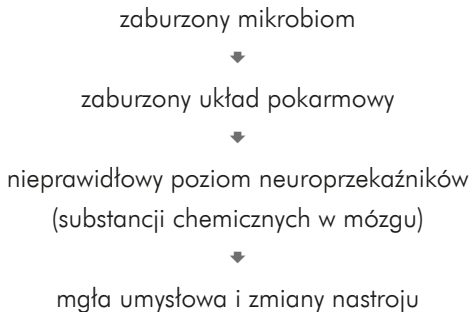 zaburzony mikrobiom
🡇
zaburzony układ pokarmowy
🡇
nieprawidłowy poziom neuroprzekaźników
(substancji chemicznych w mózgu)
🡇
mgła umysłowa i zmiany nastroju